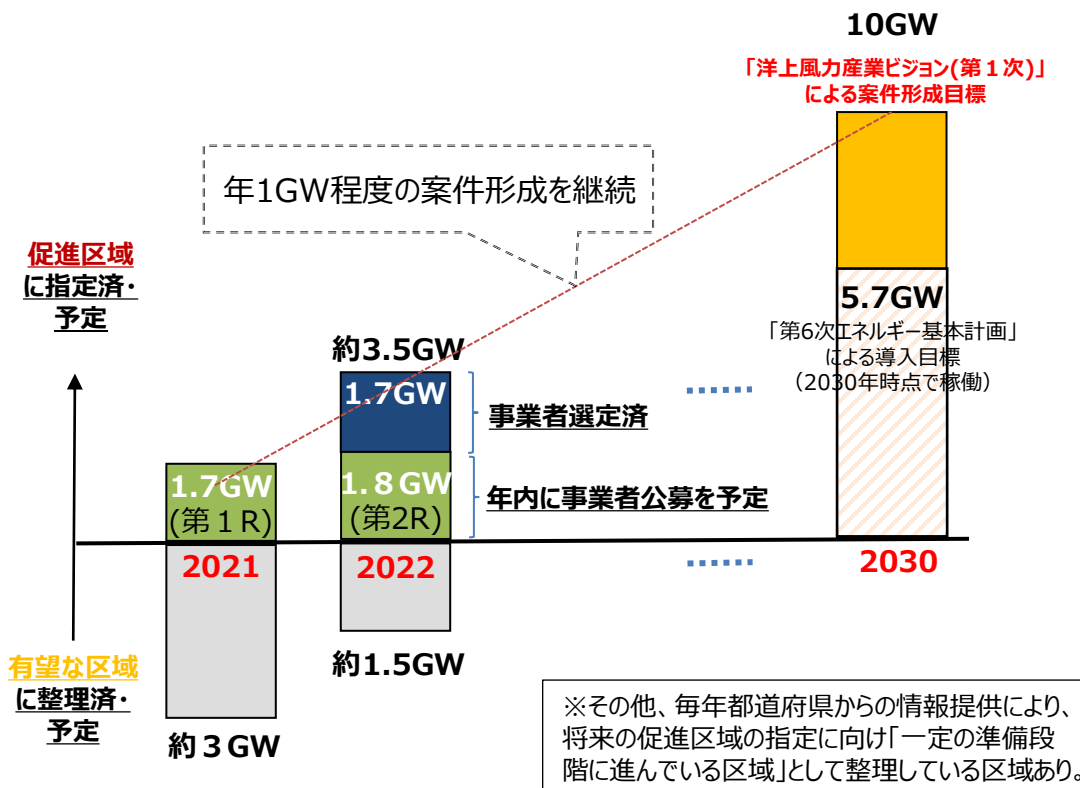 10GW
「洋上風力産業ビジョン(第１次)」
による案件形成目標
年1GW程度の案件形成を継続
促進区域
に指定済・
予定
5.7GW
「第6次エネルギー基本計画」
による導入目標
（2030年時点で稼働）
約3.5GW
1.7GW
事業者選定済
1.7GW
(第１R)
1.８GW
(第2R)
年内に事業者公募を予定
2021
2022
2030
有望な区域
に整理済・
予定
約1.5GW
約３GW
※その他、毎年都道府県からの情報提供により、
将来の促進区域の指定に向け「一定の準備段
階に進んでいる区域」として整理している区域あり。